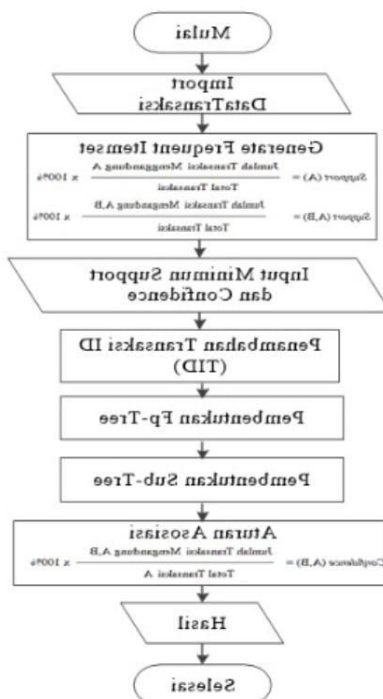 Mulai
Import
DataTransaksi
Generate Frequent Itemset
Support (A) = Jumlah Transaksi Menggandung A / Total Transaksi x 100%
Support (A,B) = Jumlah Transaksi Mengandung A,B / Total Transaksi x 100%
Input Minimun Support
dan Confidence
Penambahan Transaksi ID
(TID)
Pembentukan Fp-Tree
Pembentukan Sub-Tree
Aturan Asosiasi
Confidence (A,B) = Jumlah Transaksi Mengandung A,B / Total Transaksi A x 100%
Hasil
Selesai